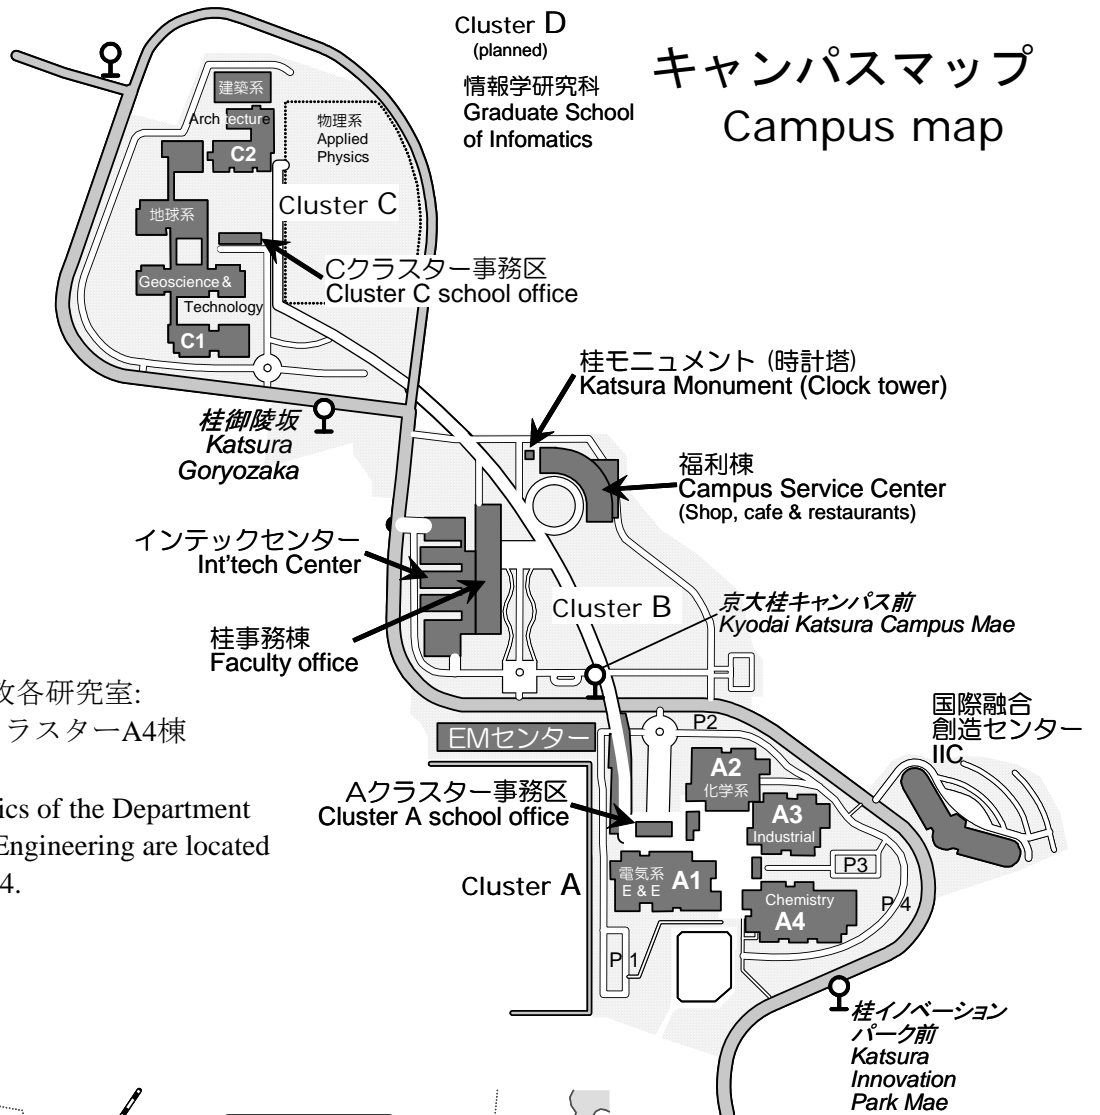 キャンパスマップ
Campus map
Cluster D
(planned)
情報学研究科
Graduate School
of Infomatics
建築系
Architecture
C2
物理系
Applied
Physics
Cluster C
地球系
Cクラスター事務区
Cluster C school office
Geoscience &
Technology
C1
桂モニュメント (時計塔)
Katsura Monument (Clock tower)
桂御陵坂
Katsura
Goryozaka
福利棟
Campus Service Center
(Shop, cafe & restaurants)
インテックセンター
Int'tech Center
Cluster B
京大桂キャンパス前
Kyodai Katsura Campus Mae
桂事務棟
Faculty office
攻各研究室:
ラスターA4棟
ics of the Department
Engineering are located
4.
EMセンター
P2
国際融合
創造センター
IIC
A2
化学系
Aクラスター事務区
Cluster A school office
A3
Industrial
P3
電気系
E & E
A1
Cluster A
Chemistry
A4
P 4
P 1
桂イノベーション
パーク前
Katsura
Innovation
Park Mae